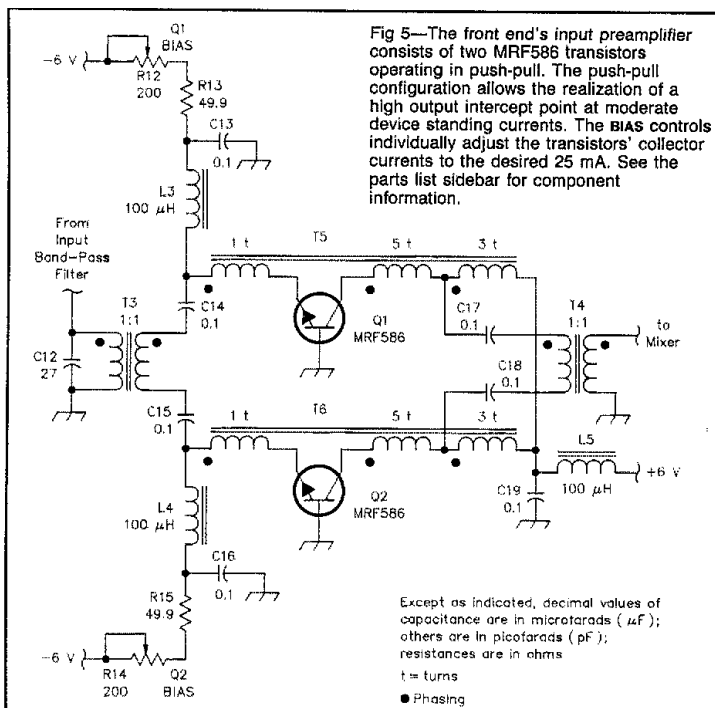 Fig 5—The front end's input preamplifier
consists of two MRF586 transistors
operating in push-pull. The push-pull
configuration allows the realization of a
high output intercept point at moderate
device standing currents. The BIAS controls
individually adjust the transistors' collector
currents to the desired 25 mA. See the
parts list sidebar for component
information.
Q1
BIAS
-6 V
R12
200
R13
49.9
C13
0.1
L3
100 μH
From
Input
Band-Pass
Filter
1 t
T5
5 t
3 t
C14
0.1
Q1
MRF586
C17
0.1
T3
1:1
T4
1:1
to
Mixer
C12
27
C18
0.1
C15
0.1
1 t
T6
5 t
3 t
L5
100 μH
+6 V
Q2
MRF586
C19
0.1
L4
100 μH
C16
0.1
R15
49.9
-6 V
R14
200
Q2
BIAS
Except as indicated, decimal values of
capacitance are in microfarads ( μF);
others are in picofarads ( pF);
resistances are in ohms
t = turns
● Phasing